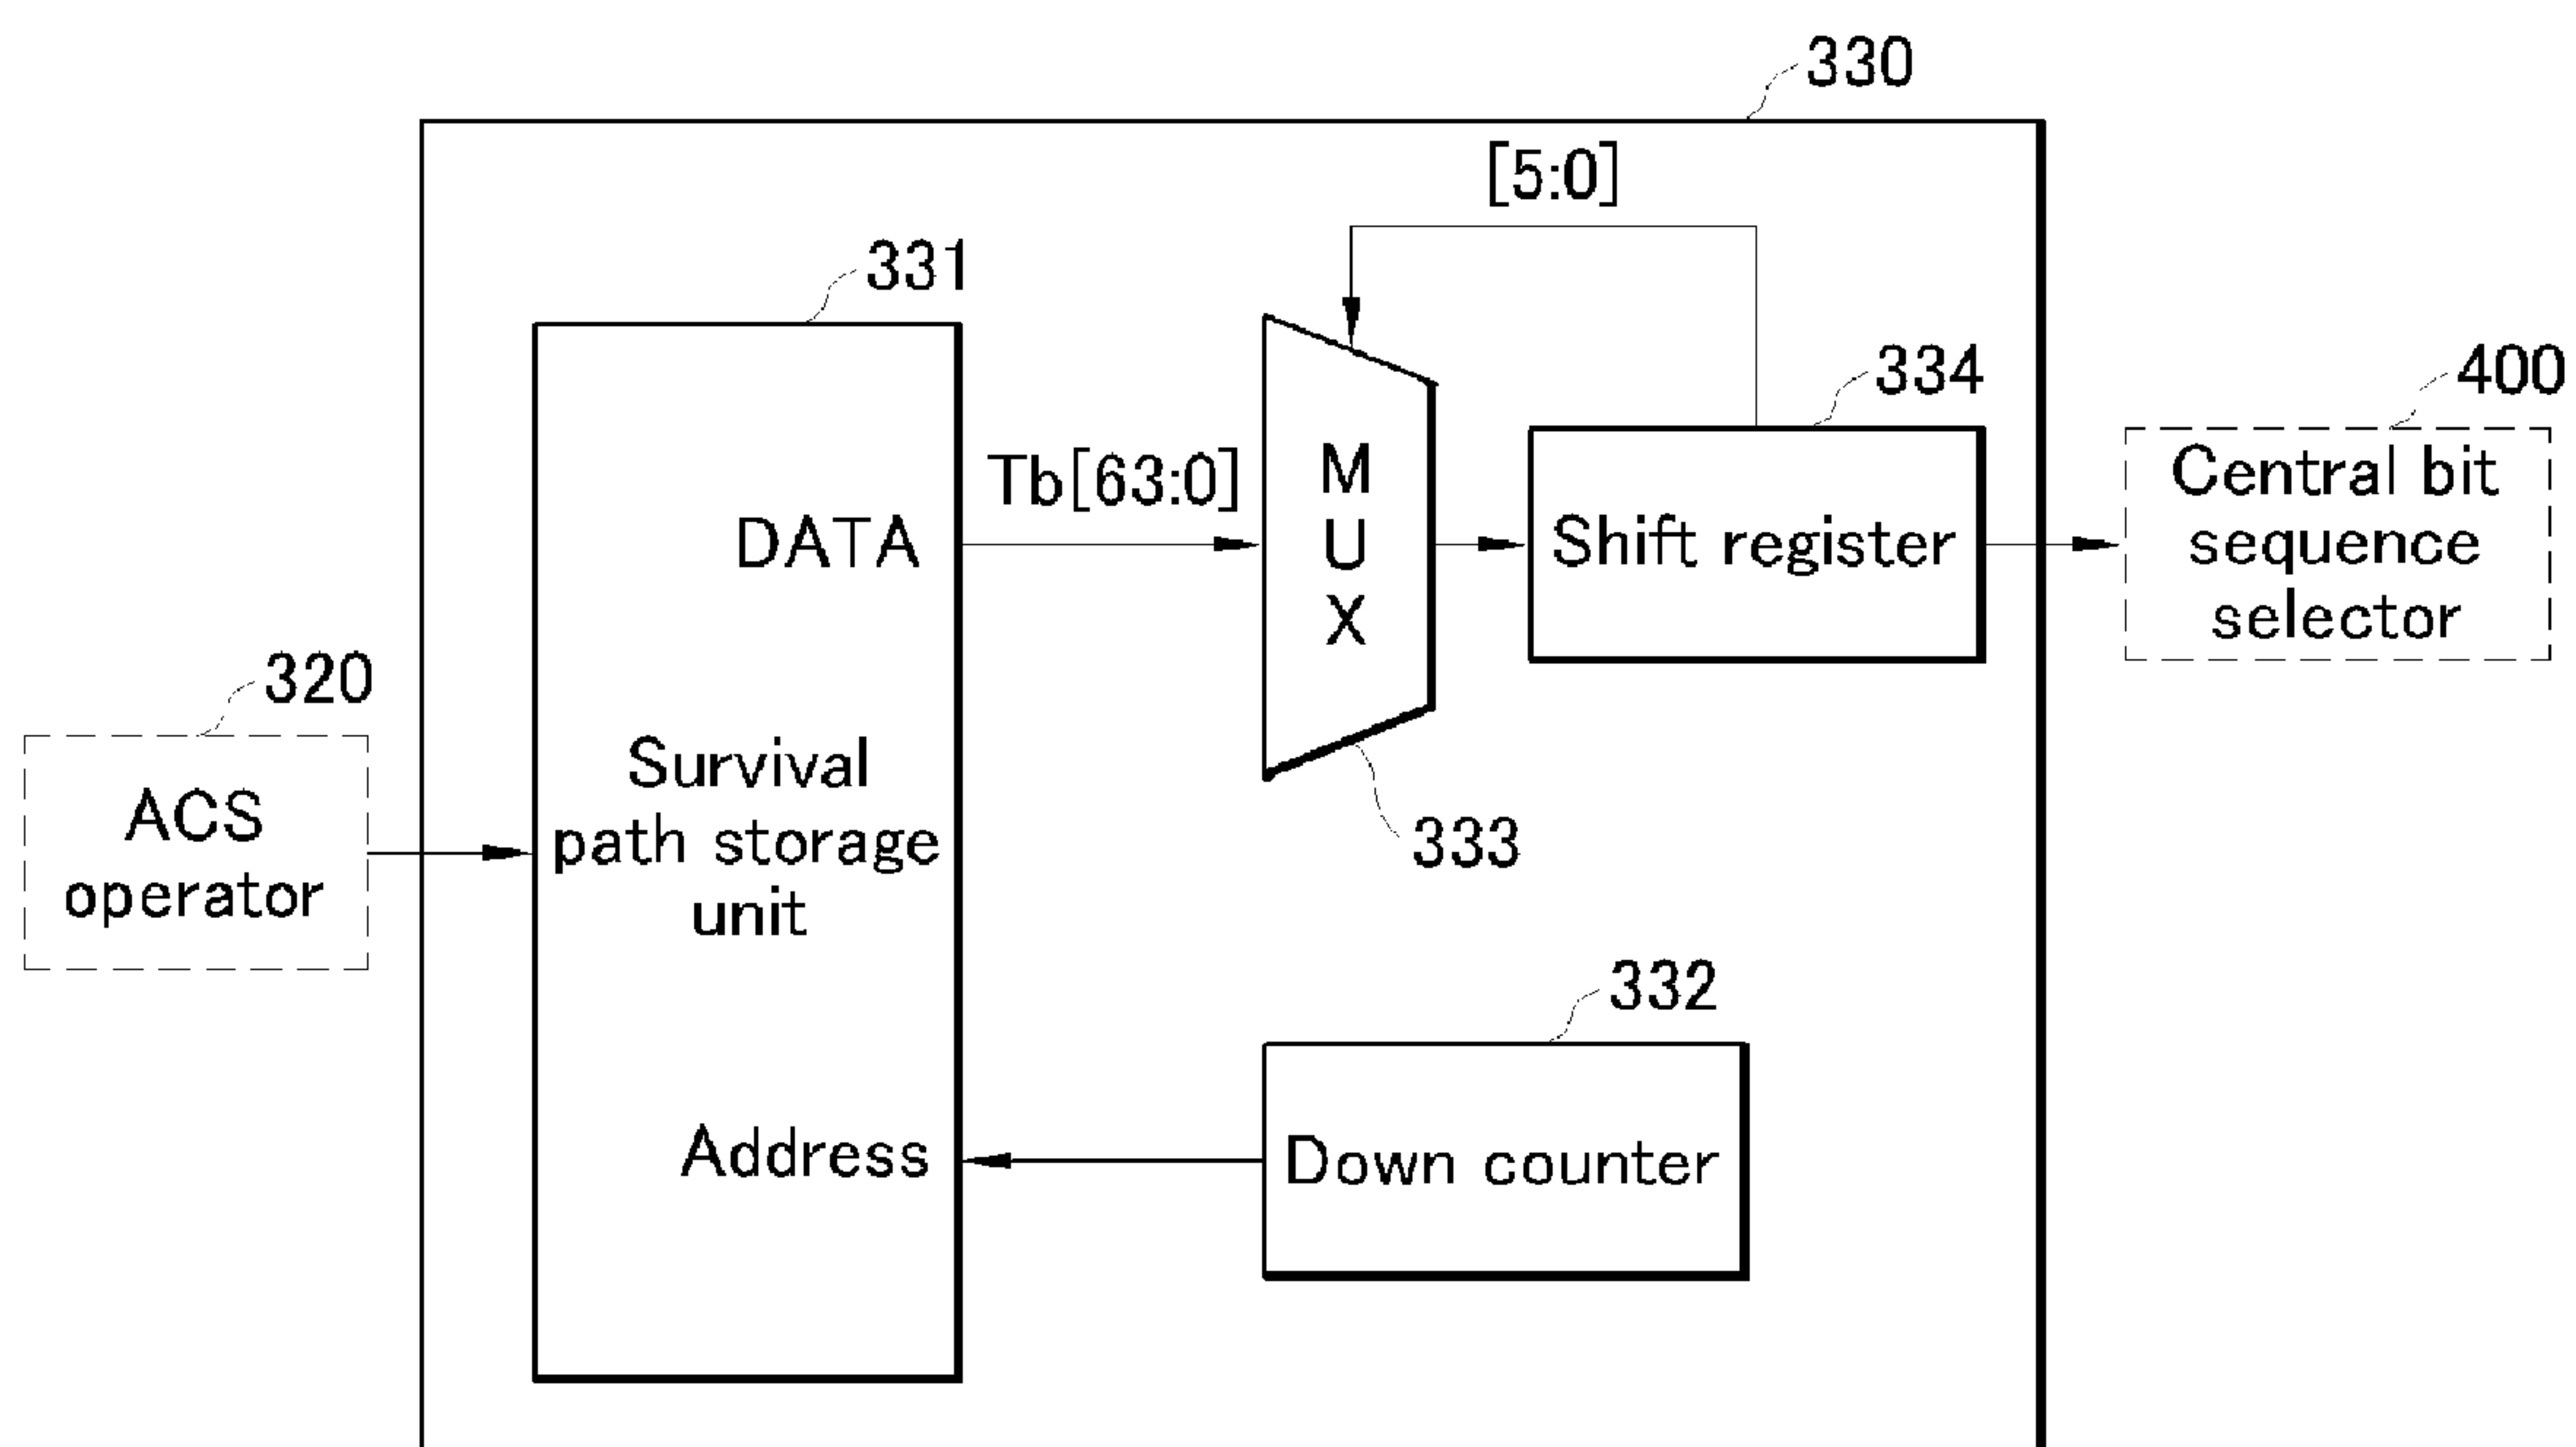 330
[5:0]
331
334
400
Central bit
sequence
selector
DATA
Tb[63:0]
M
U
X
Shift register
320
ACS
operator
Survival
path storage
unit
333
332
Address
Down counter